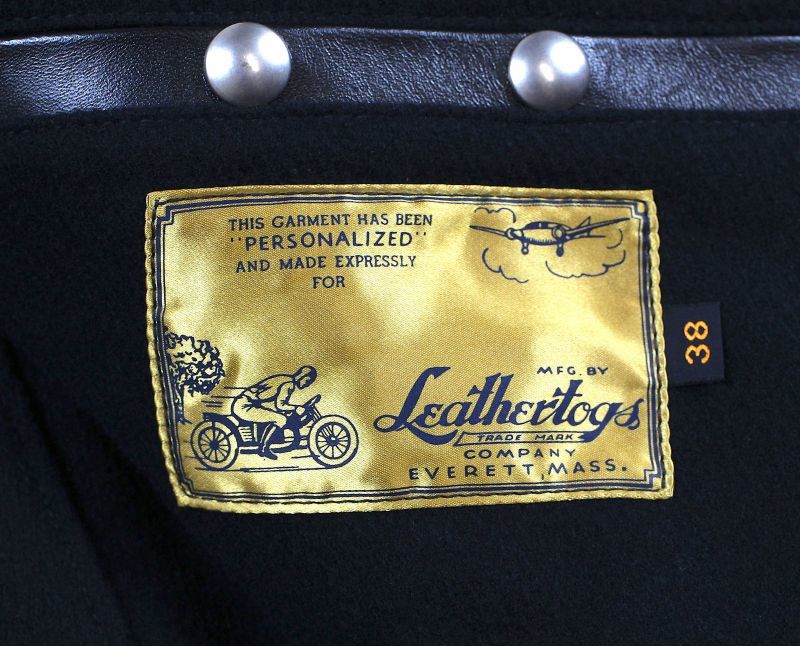 THIS GARMENT HAS BEEN
"PERSONALIZED"
AND MADE EXPRESSLY
FOR
MFG. BY
Leathertogs
TRADE MARK
COMPANY
EVERETT, MASS.
38